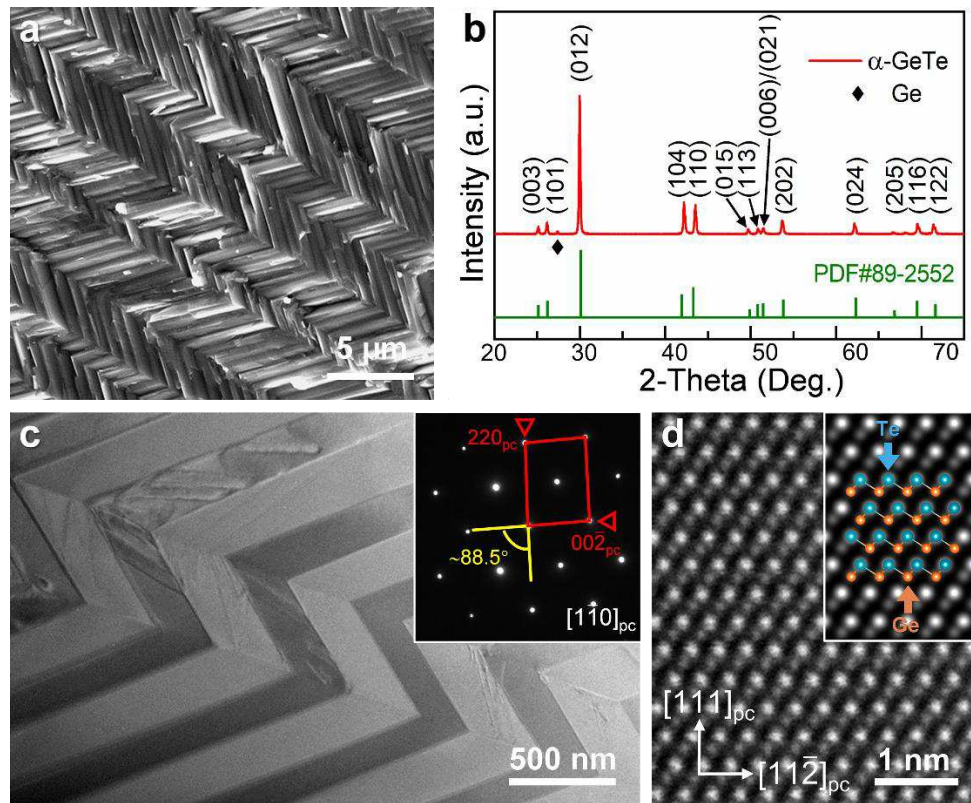 a
5 µm
b
Intensity (a.u.)
(003)
(101)
(012)
(104)
(110)
(015)
(113)
(006)/(021)
(202)
(024)
(205)
(116)
(122)
α-GeTe
Ge
PDF#89-2552
20 30 40 50 60 70
2-Theta (Deg.)
c
220pc
002̄pc
~88.5°
[11̄0]pc
500 nm
d
Te
Ge
[111]pc
[112̄]pc
1 nm